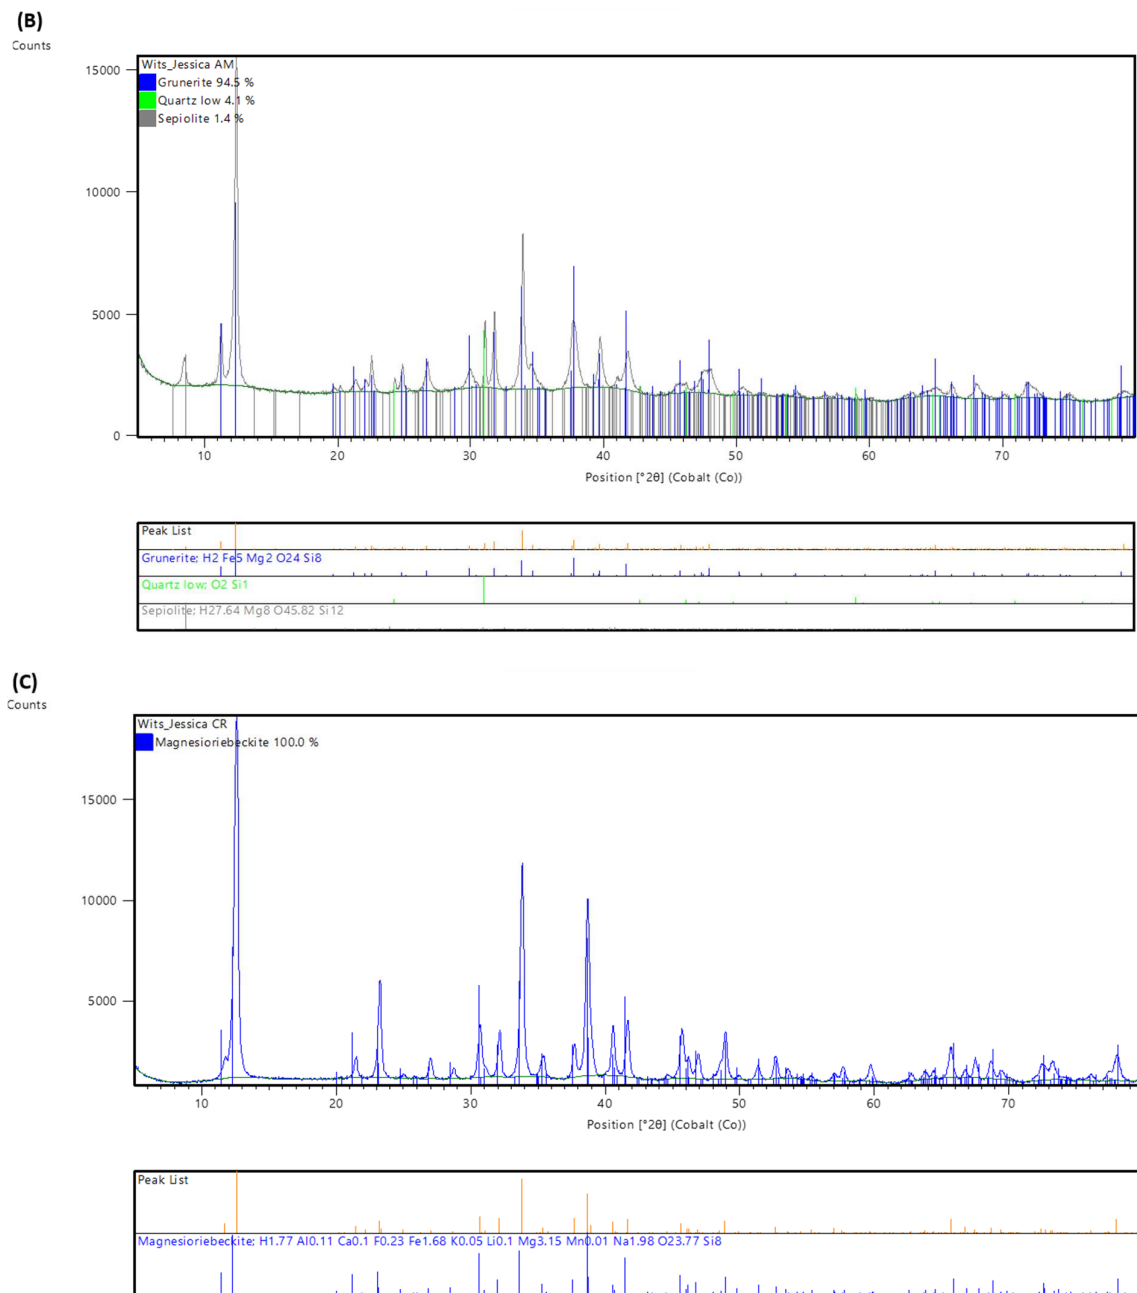 (B)
Counts
Wits_Jessica AM
Grunerite 94.5 %
Quartz low 4.1 %
Sepiolite 1.4 %
15000
10000
5000
0
10 20 30 40 50 60 70
Position [°2θ] (Cobalt (Co))
Peak List
Grunerite; H2 Fe5 Mg2 O24 Si8
Quartz low; O2 Si1
Sepiolite; H27.64 Mg8 O45.82 Si12
(C)
Counts
Wits_Jessica CR
Magnesioriebeckite 100.0 %
15000
10000
5000
10 20 30 40 50 60 70
Position [°2θ] (Cobalt (Co))
Peak List
Magnesioriebeckite; H1.77 Al0.11 Ca0.1 F0.23 Fe1.68 K0.05 Li0.1 Mg3.15 Mn0.01 Na1.98 O23.77 Si8